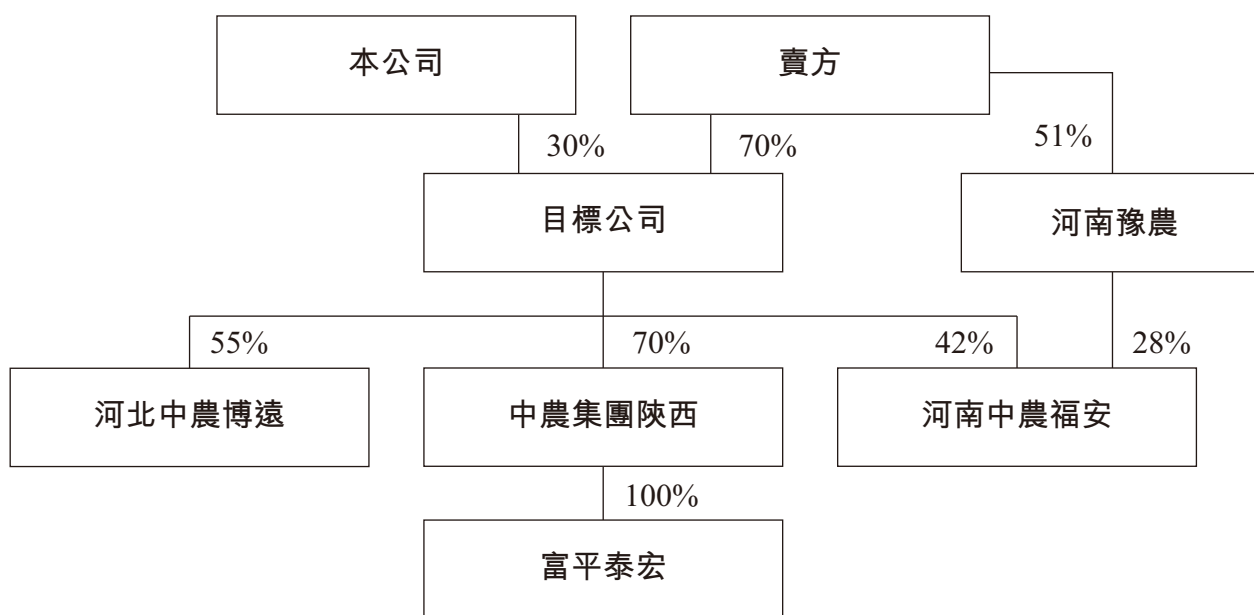 本公司
賣方
30%
70%
51%
目標公司
河南豫農
55%
70%
42%
28%
河北中農博遠
中農集團陝西
河南中農福安
100%
富平泰宏